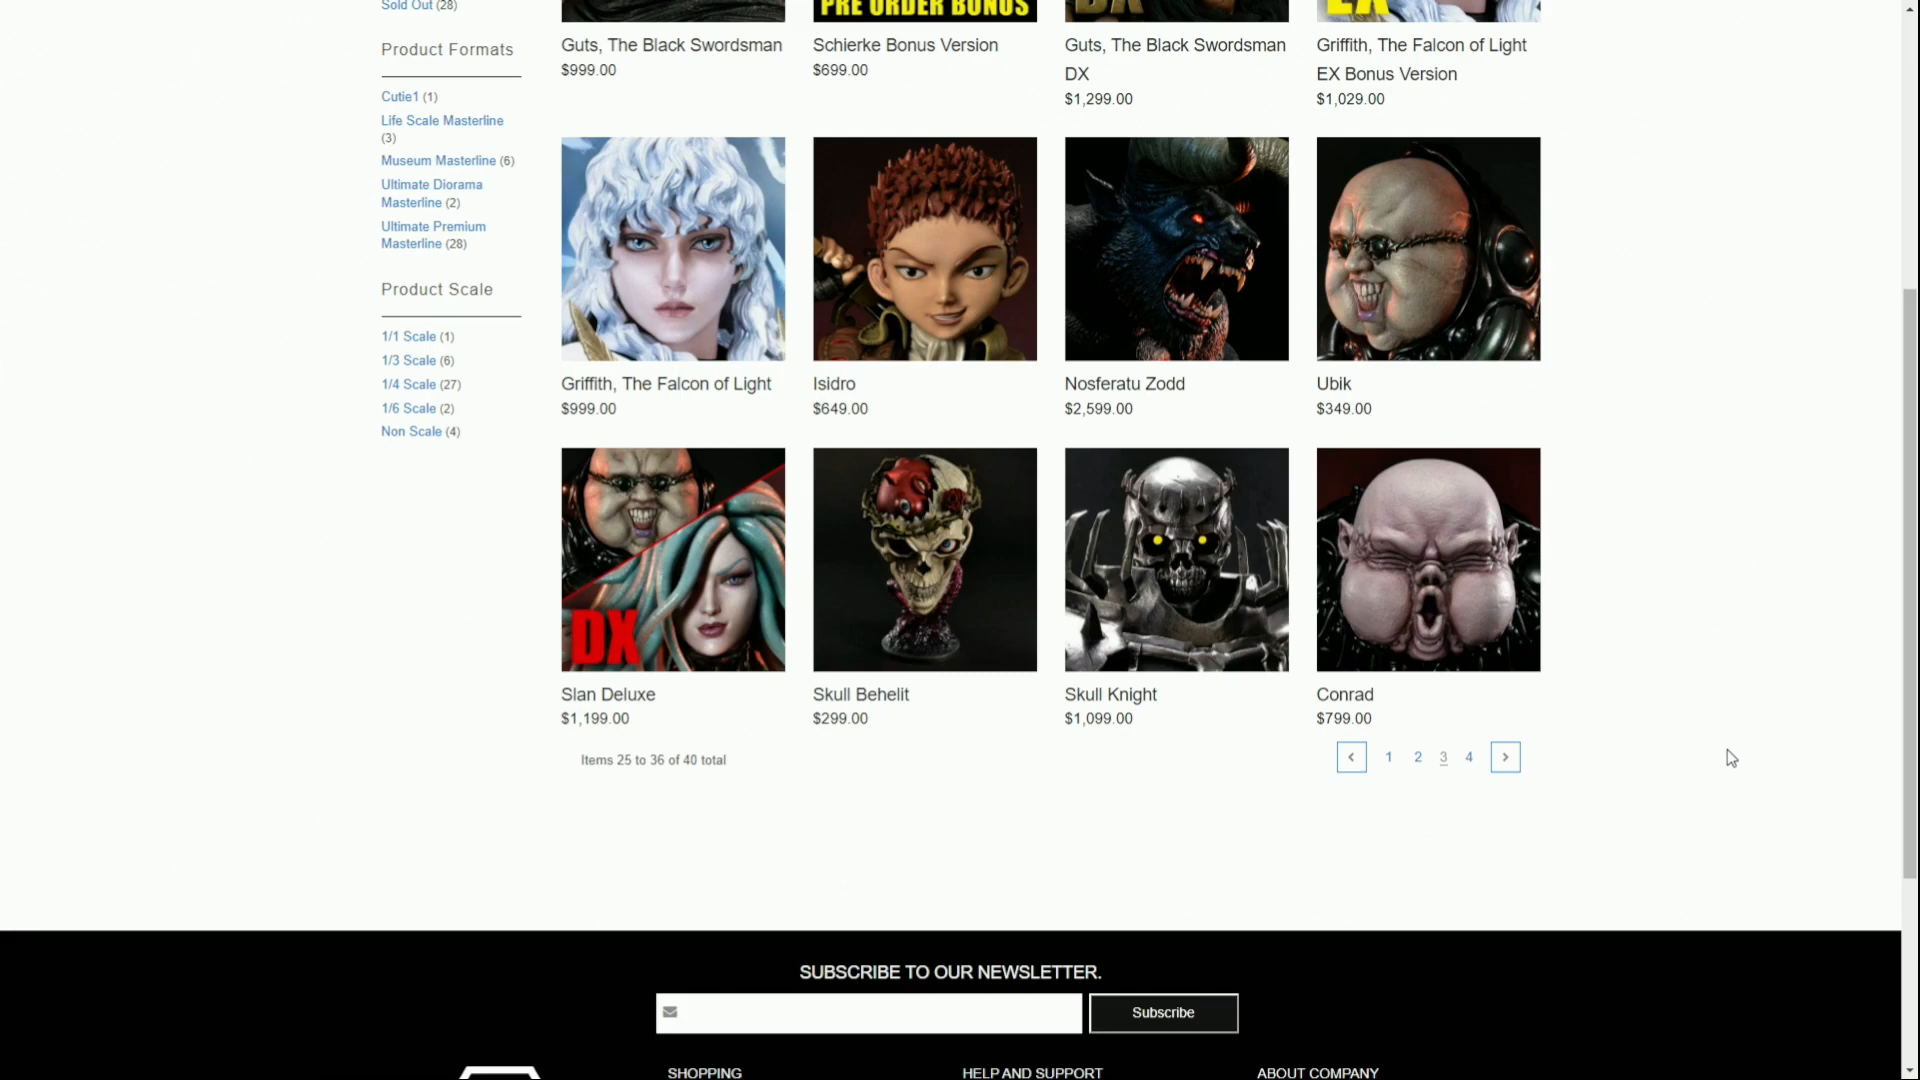 Sold Out (28)
Product Formats
Cutie1 (1)
Life Scale Masterline
(3)
Museum Masterline (6)
Ultimate Diorama
Masterline (2)
Ultimate Premium
Masterline (28)
Product Scale
1/1 Scale (1)
1/3 Scale (6)
1/4 Scale (27)
1/6 Scale (2)
Non Scale (4)
PRE ORDER BONUS
DX
EX
Guts, The Black Swordsman
$999.00
Schierke Bonus Version
$699.00
Guts, The Black Swordsman
DX
$1,299.00
Griffith, The Falcon of Light
EX Bonus Version
$1,029.00
Griffith, The Falcon of Light
$999.00
Isidro
$649.00
Nosferatu Zodd
$2,599.00
Ubik
$349.00
DX
Slan Deluxe
$1,199.00
Skull Behelit
$299.00
Skull Knight
$1,099.00
Conrad
$799.00
Items 25 to 36 of 40 total
1 2 3 4
SUBSCRIBE TO OUR NEWSLETTER.
Subscribe
SHOPPING
HELP AND SUPPORT
ABOUT COMPANY